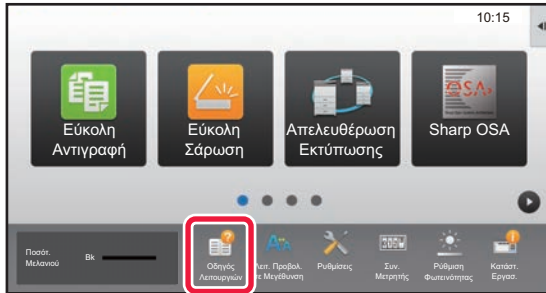 10:15
Εύκολη
Αντιγραφή
Εύκολη
Σάρωση
Απελευθέρωση
Εκτύπωσης
OSA
Sharp OSA
Ποσότ.
Μελανιού
Bk
Οδηγός
Λειτουργιών
Λειτ. Προβολ.
σε Μεγέθυνση
Ρυθμίσεις
Συν.
Μετρητής
Ρύθμιση
Φωτεινότητας
Κατάστ.
Εργασ.